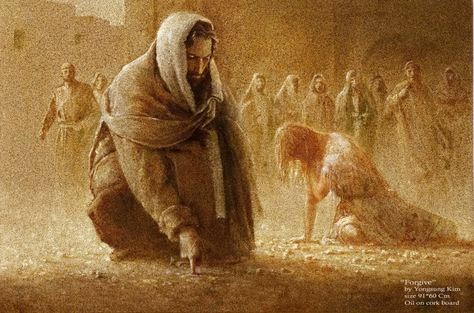 "Forgive"
by Yongsung Kim
size 91*60 Cm
Oil on cork board